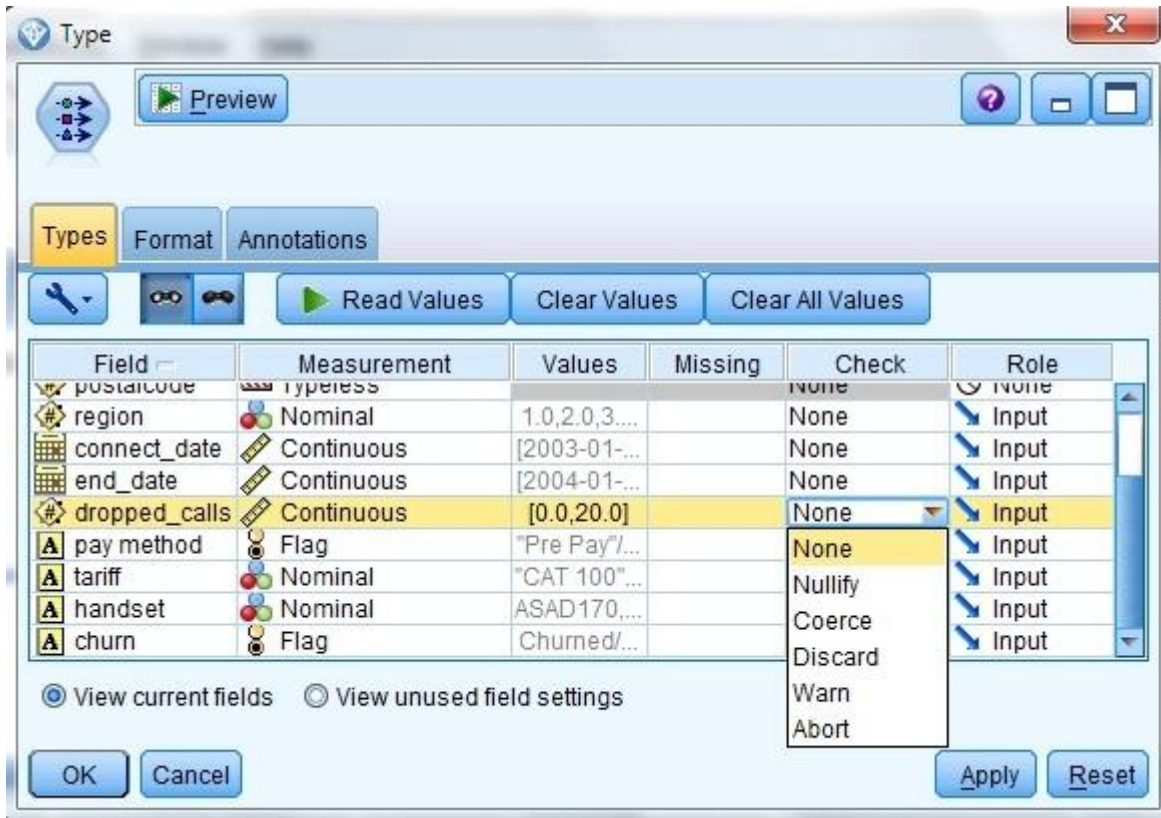 Type
Preview
Types Format Annotations
Read Values Clear Values Clear All Values
Field Measurement Values Missing Check Role
postalcode Typeless None None
region Nominal 1.0,2.0,3.... None Input
connect_date Continuous [2003-01-... None Input
end_date Continuous [2004-01-... None Input
dropped_calls Continuous [0.0,20.0] None Input
A pay method Flag "Pre Pay"/... None Input
A tariff Nominal "CAT 100"... Nullify Input
A handset Nominal ASAD170,... Coerce Input
A churn Flag Churned/... Discard Input
View current fields View unused field settings Warn
Abort
OK Cancel Apply Reset